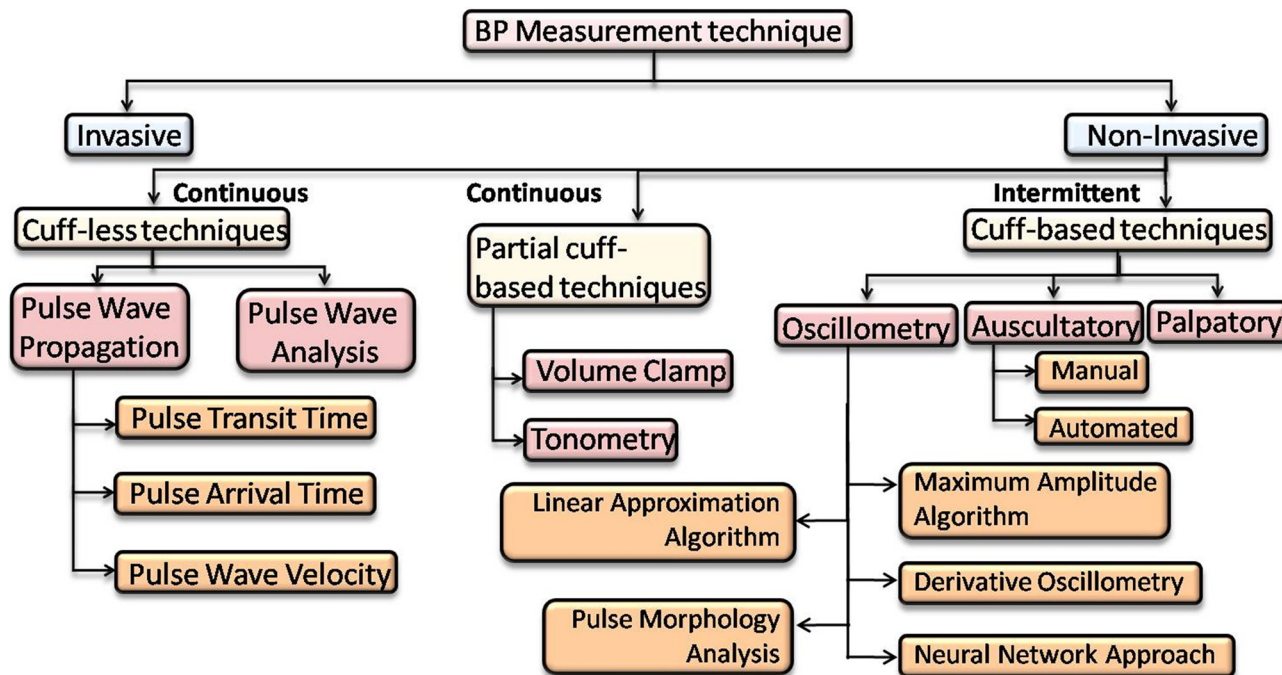 BP Measurement technique
Invasive
Non-Invasive
Continuous
Continuous
Intermittent
Cuff-less techniques
Partial cuff-
based techniques
Cuff-based techniques
Pulse Wave
Propagation
Pulse Wave
Analysis
Oscillometry
Auscultatory
Palpatory
Volume Clamp
Manual
Pulse Transit Time
Tonometry
Automated
Pulse Arrival Time
Linear Approximation
Algorithm
Maximum Amplitude
Algorithm
Pulse Wave Velocity
Derivative Oscillometry
Pulse Morphology
Analysis
Neural Network Approach